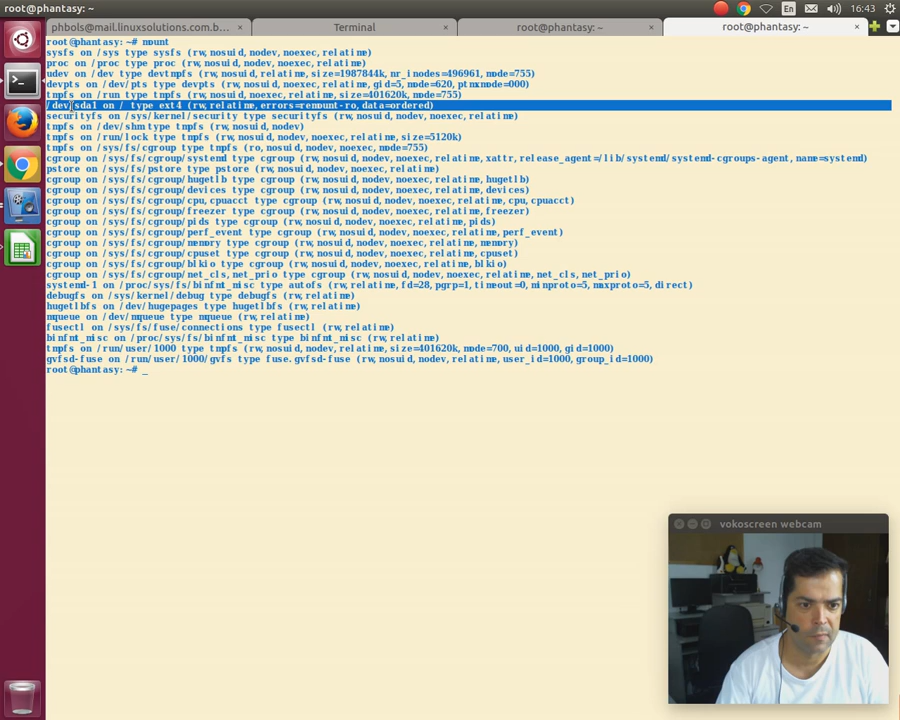 root@phantasy: ~
En
16:43
phbols@mail.linuxsolutions.com.b... ×
Terminal ×
root@phantasy: ~ ×
root@phantasy: ~ ×
root@phantasy:~# mount
sysfs on /sys type sysfs (rw,nosuid,nodev,noexec,relatime)
proc on /proc type proc (rw,nosuid,nodev,noexec,relatime)
udev on /dev type devtmpfs (rw,nosuid,relatime,size=1987844k,nr_inodes=496961,mode=755)
devpts on /dev/pts type devpts (rw,nosuid,noexec,relatime,gid=5,mode=620,ptmxmode=000)
tmpfs on /run type tmpfs (rw,nosuid,noexec,relatime,size=401620k,mode=755)
/dev/sda1 on / type ext4 (rw,relatime,errors=remount-ro,data=ordered)
securityfs on /sys/kernel/security type securityfs (rw,nosuid,nodev,noexec,relatime)
tmpfs on /dev/shm type tmpfs (rw,nosuid,nodev)
tmpfs on /run/lock type tmpfs (rw,nosuid,nodev,noexec,relatime,size=5120k)
tmpfs on /sys/fs/cgroup type tmpfs (ro,nosuid,nodev,noexec,mode=755)
cgroup on /sys/fs/cgroup/systemd type cgroup (rw,nosuid,nodev,noexec,relatime,xattr,release_agent=/lib/systemd/systemd-cgroups-agent,name=systemd)
pstore on /sys/fs/pstore type pstore (rw,nosuid,nodev,noexec,relatime)
cgroup on /sys/fs/cgroup/hugetlb type cgroup (rw,nosuid,nodev,noexec,relatime,hugetlb)
cgroup on /sys/fs/cgroup/devices type cgroup (rw,nosuid,nodev,noexec,relatime,devices)
cgroup on /sys/fs/cgroup/cpu,cpuacct type cgroup (rw,nosuid,nodev,noexec,relatime,cpu,cpuacct)
cgroup on /sys/fs/cgroup/freezer type cgroup (rw,nosuid,nodev,noexec,relatime,freezer)
cgroup on /sys/fs/cgroup/pids type cgroup (rw,nosuid,nodev,noexec,relatime,pids)
cgroup on /sys/fs/cgroup/perf_event type cgroup (rw,nosuid,nodev,noexec,relatime,perf_event)
cgroup on /sys/fs/cgroup/memory type cgroup (rw,nosuid,nodev,noexec,relatime,memory)
cgroup on /sys/fs/cgroup/cpuset type cgroup (rw,nosuid,nodev,noexec,relatime,cpuset)
cgroup on /sys/fs/cgroup/blkio type cgroup (rw,nosuid,nodev,noexec,relatime,blkio)
cgroup on /sys/fs/cgroup/net_cls,net_prio type cgroup (rw,nosuid,nodev,noexec,relatime,net_cls,net_prio)
systemd-1 on /proc/sys/fs/binfmt_misc type autofs (rw,relatime,fd=28,pgrp=1,timeout=0,minproto=5,maxproto=5,direct)
debugfs on /sys/kernel/debug type debugfs (rw,relatime)
hugetlbfs on /dev/hugepages type hugetlbfs (rw,relatime)
mqueue on /dev/mqueue type mqueue (rw,relatime)
fusectl on /sys/fs/fuse/connections type fusectl (rw,relatime)
binfmt_misc on /proc/sys/fs/binfmt_misc type binfmt_misc (rw,relatime)
tmpfs on /run/user/1000 type tmpfs (rw,nosuid,nodev,relatime,size=401620k,mode=700,uid=1000,gid=1000)
gvfsd-fuse on /run/user/1000/gvfs type fuse.gvfsd-fuse (rw,nosuid,nodev,relatime,user_id=1000,group_id=1000)
root@phantasy:~# _
vokoscreen webcam